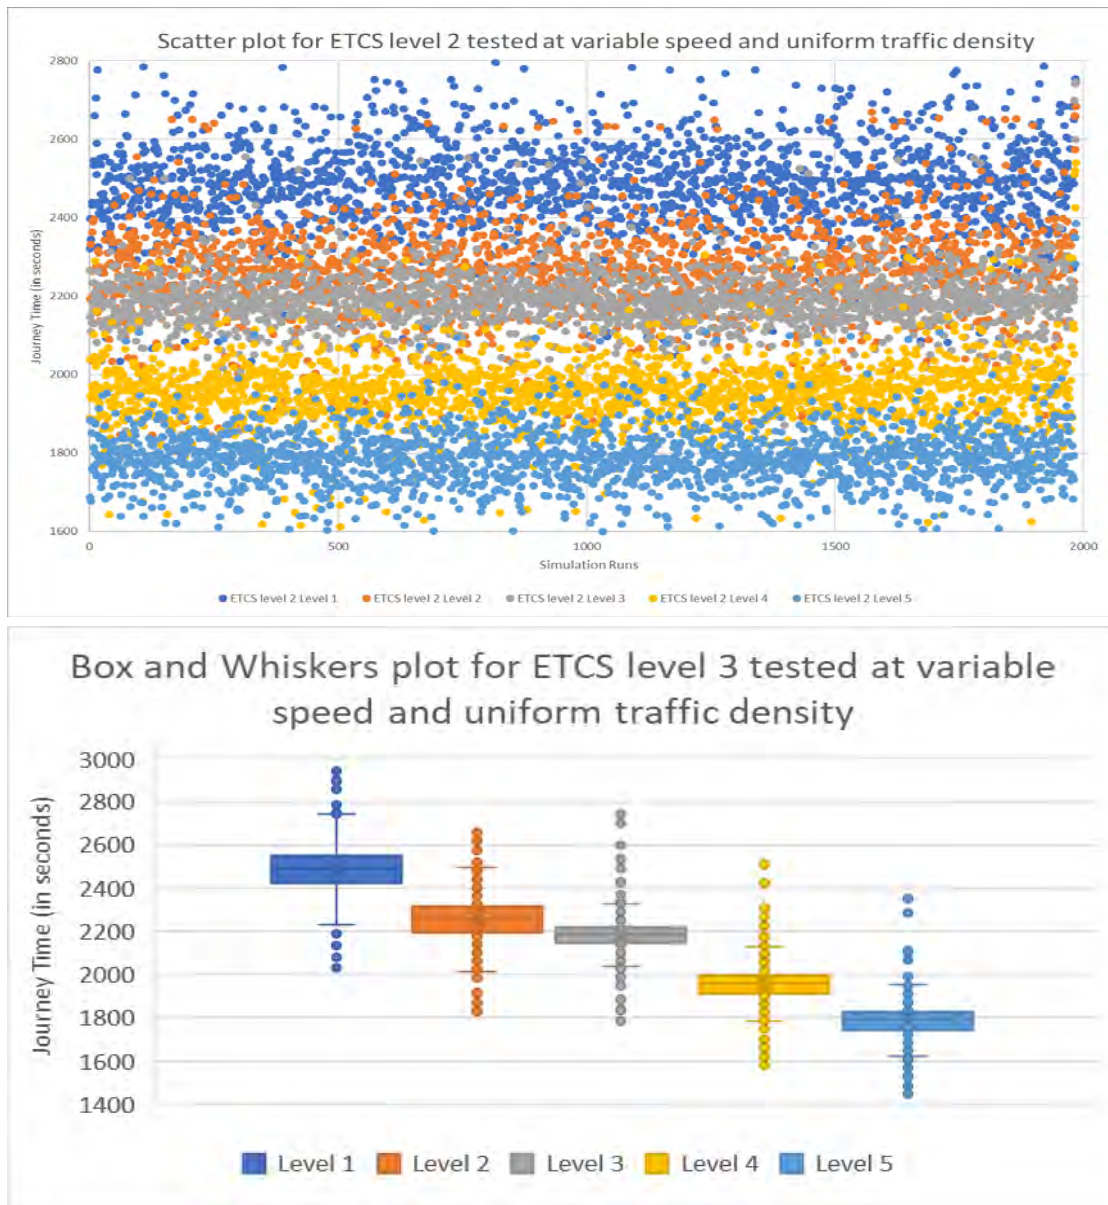 Scatter plot for ETCS level 2 tested at variable speed and uniform traffic density
2800
2600
2400
2200
2000
1800
1600
Journey Time (in seconds)
0 500 1000 1500 2000
Simulation Runs
ETCS level 2 Level 1 ETCS level 2 Level 2 ETCS level 2 Level 3 ETCS level 2 Level 4 ETCS level 2 Level 5
Box and Whiskers plot for ETCS level 3 tested at variable
speed and uniform traffic density
3000
2800
2600
2400
2200
2000
1800
1600
1400
Journey Time (in seconds)
Level 1 Level 2 Level 3 Level 4 Level 5